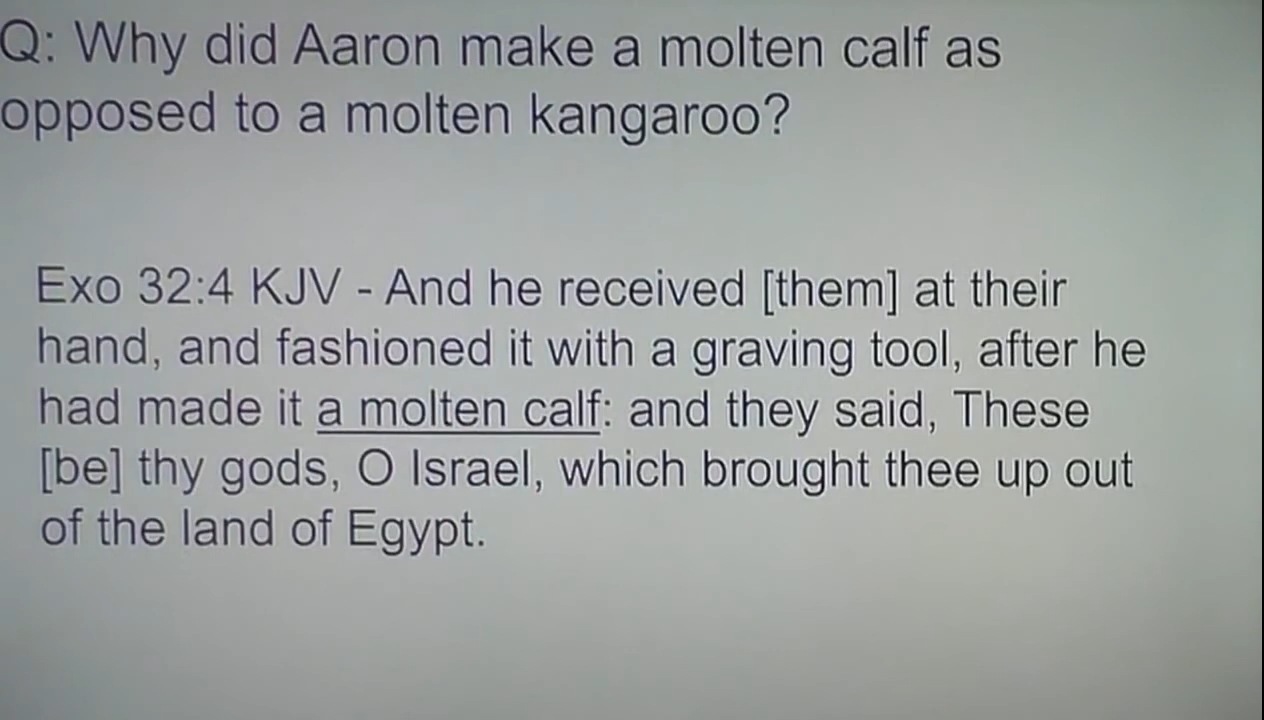 Q: Why did Aaron make a molten calf as
opposed to a molten kangaroo?
Exo 32:4 KJV - And he received [them] at their
hand, and fashioned it with a graving tool, after he
had made it a molten calf: and they said, These
[be] thy gods, O Israel, which brought thee up out
of the land of Egypt.